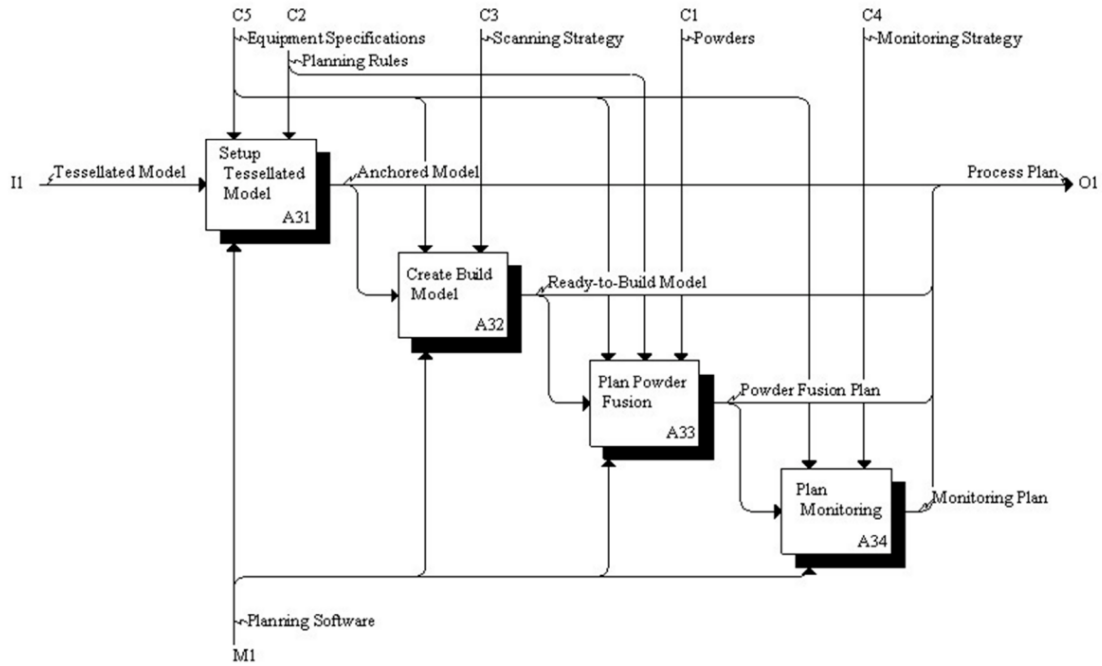 C5
C2
C3
C1
C4
Equipment Specifications
Scanning Strategy
Powders
Monitoring Strategy
Planning Rules
Setup
Tessellated
Model
A31
I1
Tessellated Model
Anchored Model
Process Plan
O1
Create Build
Model
A32
Ready-to-Build Model
Plan Powder
Fusion
A33
Powder Fusion Plan
Plan
Monitoring
A34
Monitoring Plan
Planning Software
M1